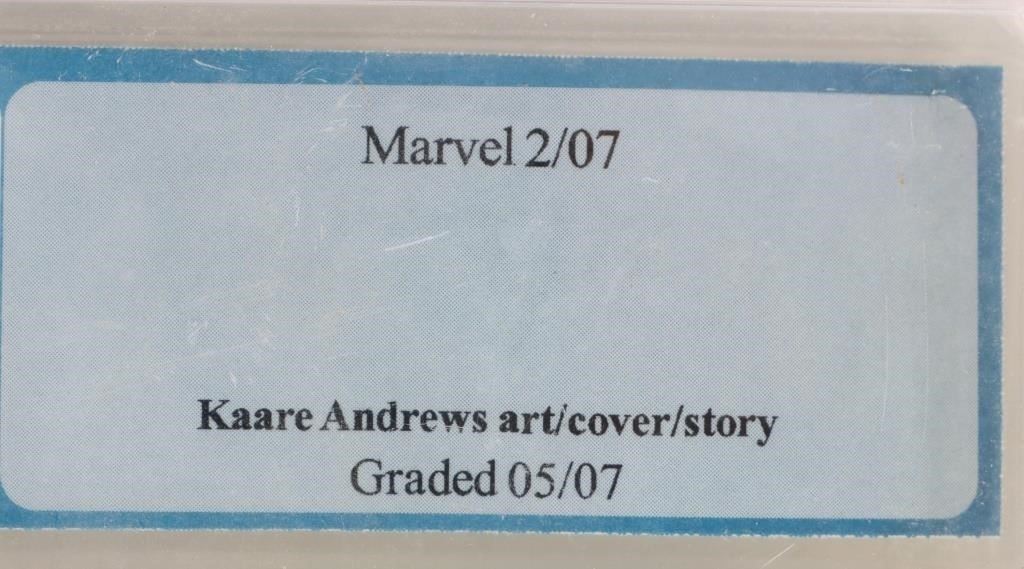 Marvel 2/07
Kaare Andrews art/cover/story
Graded 05/07